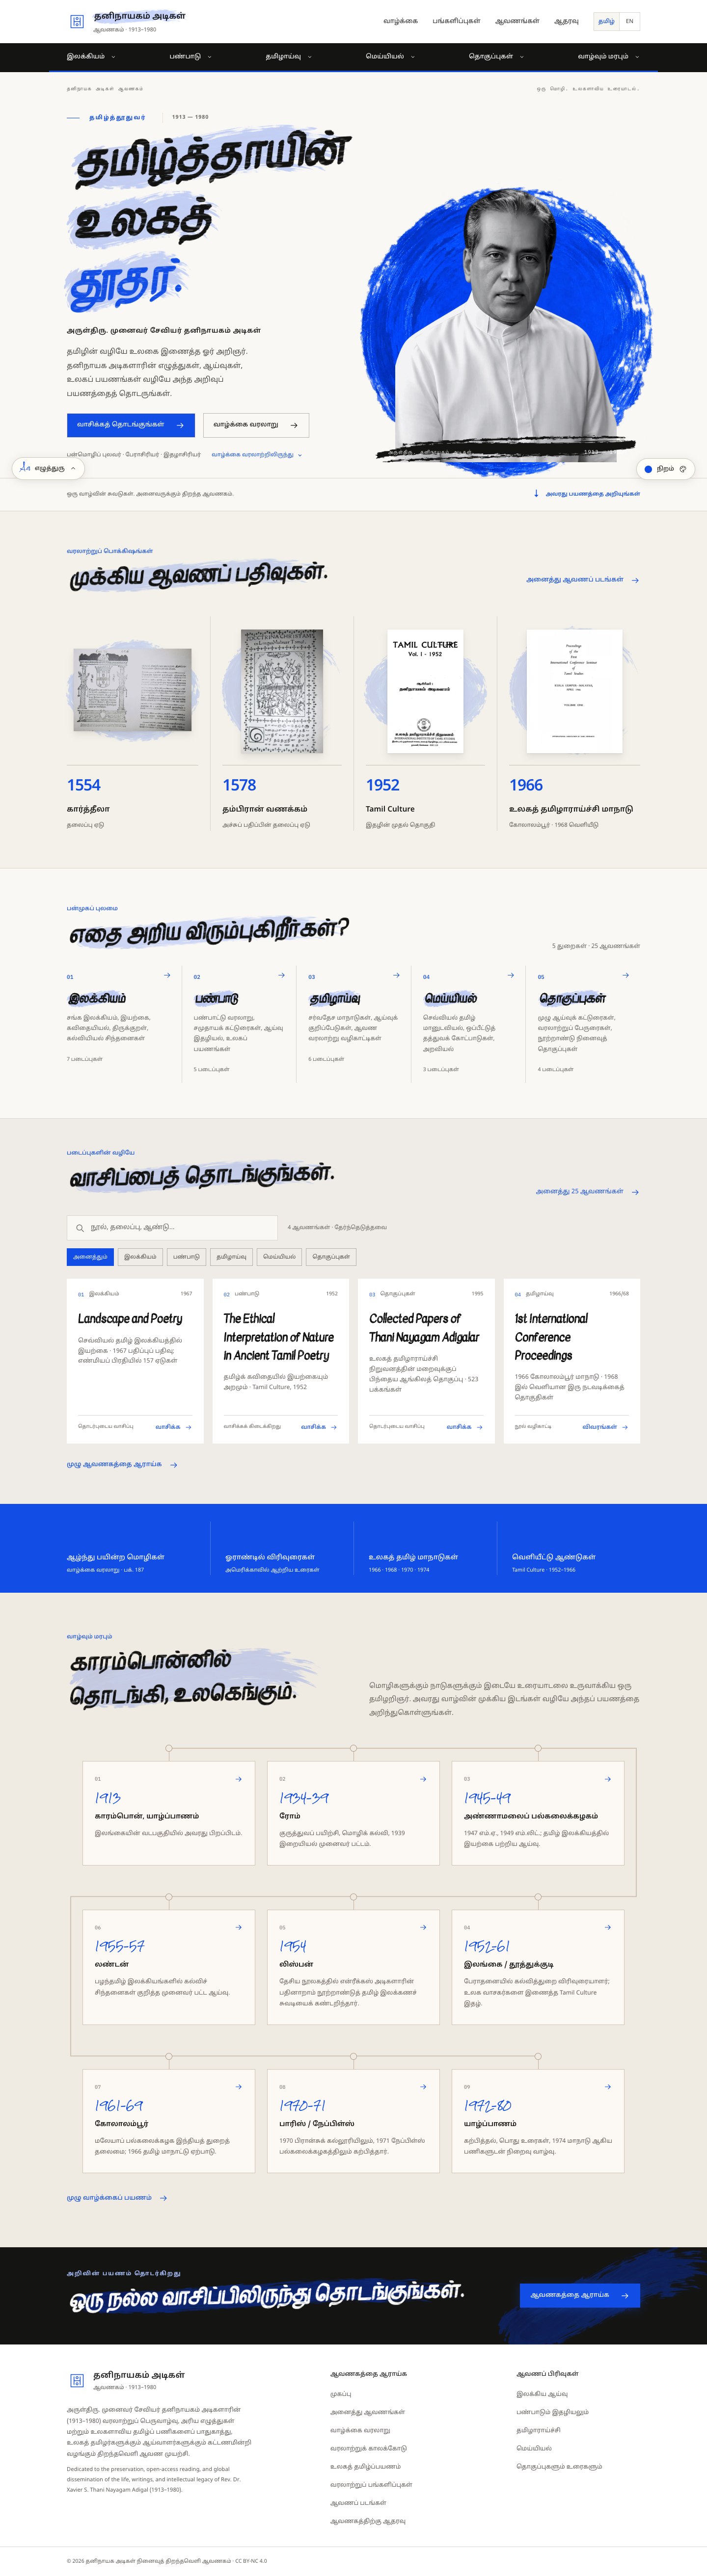 தனிநாயகம் அடிகள்
ஆவணகம் · 1913–1980
வாழ்க்கை
பங்களிப்புகள்
ஆவணங்கள்
ஆதரவு
தமிழ்
EN
இலக்கியம்
பண்பாடு
தமிழாய்வு
மெய்யியல்
தொகுப்புகள்
வாழ்வும் மரபும்
தனிநாயக அடிகள் ஆவணகம்
ஒரு மொழி. உலகளாவிய உரையாடல்.
தமிழ்த்தூதுவர்
1913 — 1980
தமிழ்த்தாயின்
உலகத்
தூதர்.
அருள்திரு. முனைவர் சேவியர் தனிநாயகம் அடிகள்
தமிழின் வழியே உலகை இணைத்த ஓர் அறிஞர்.
தனிநாயக அடிகளாரின் எழுத்துகள், ஆய்வுகள்,
உலகப் பயணங்கள் வழியே அந்த அறிவுப்
பயணத்தைத் தொடருங்கள்.
வாசிக்கத் தொடங்குங்கள்
வாழ்க்கை வரலாறு
பன்மொழிப் புலவர் · பேராசிரியர் · இதழாசிரியர்
வாழ்க்கை வரலாற்றிலிருந்து
எழுத்துரு
நிறம்
ஒரு வாழ்வின் சுவடுகள். அனைவருக்கும் திறந்த ஆவணகம்.
அவரது பயணத்தை அறியுங்கள்
வரலாற்றுப் பொக்கிஷங்கள்
முக்கிய ஆவணப் பதிவுகள்.
அனைத்து ஆவணப் படங்கள்
TAMIL CULTURE
Vol. I - 1952
1554
கார்த்தீலா
தலைப்பு ஏடு
1578
தம்பிரான் வணக்கம்
அச்சுப் பதிப்பின் தலைப்பு ஏடு
1952
Tamil Culture
இதழின் முதல் தொகுதி
1966
உலகத் தமிழாராய்ச்சி மாநாடு
கோலாலம்பூர் · 1968 வெளியீடு
பன்முகப் புலமை
எதை அறிய விரும்புகிறீர்கள்?
5 துறைகள் · 25 ஆவணங்கள்
01
இலக்கியம்
சங்க இலக்கியம், இயற்கை,
கவிதையியல், திருக்குறள்,
கல்வியியல் சிந்தனைகள்
7 படைப்புகள்
02
பண்பாடு
பண்பாட்டு வரலாறு,
சமுதாயக் கட்டுரைகள், ஆய்வு
இதழியல், உலகப்
பயணங்கள்
5 படைப்புகள்
03
தமிழாய்வு
சர்வதேச மாநாடுகள், ஆய்வுக்
குறிப்பேடுகள், ஆவண
வரலாற்று வழிகாட்டிகள்
6 படைப்புகள்
04
மெய்யியல்
செவ்வியல் தமிழ்
மானுடவியல், ஒப்பீட்டுத்
தத்துவக் கோட்பாடுகள்,
அறவியல்
3 படைப்புகள்
05
தொகுப்புகள்
முழு ஆய்வுக் கட்டுரைகள்,
வரலாற்றுப் பேருரைகள்,
நூற்றாண்டு நினைவுத்
தொகுப்புகள்
4 படைப்புகள்
படைப்புகளின் வழியே
வாசிப்பைத் தொடங்குங்கள்.
அனைத்து 25 ஆவணங்கள்
நூல், தலைப்பு, ஆண்டு...
4 ஆவணங்கள் · தேர்ந்தெடுத்தவை
அனைத்தும்
இலக்கியம்
பண்பாடு
தமிழாய்வு
மெய்யியல்
தொகுப்புகள்
01 இலக்கியம் 1967
Landscape and Poetry
செவ்வியல் தமிழ் இலக்கியத்தில்
இயற்கை · 1967 பதிப்புப் பதிவு;
எண்மியப் பிரதியில் 157 ஏடுகள்
தொடர்புடைய வாசிப்பு
வாசிக்க
02 பண்பாடு 1952
The Ethical
Interpretation of Nature
in Ancient Tamil Poetry
தமிழ்க் கவிதையில் இயற்கையும்
அறமும் · Tamil Culture, 1952
வாசிக்கக் கிடைக்கிறது
வாசிக்க
03 தொகுப்புகள் 1995
Collected Papers of
Thani Nayagam Adigalar
உலகத் தமிழாராய்ச்சி
நிறுவனத்தின் மறைவுக்குப்
பிந்தைய ஆங்கிலத் தொகுப்பு · 523
பக்கங்கள்
தொடர்புடைய வாசிப்பு
வாசிக்க
04 தமிழாய்வு 1966/68
1st International
Conference
Proceedings
1966 கோலாலம்பூர் மாநாடு · 1968
இல் வெளியான இரு நடவடிக்கைத்
தொகுதிகள்
நூல் வழிகாட்டி
விவரங்கள்
முழு ஆவணகத்தை ஆராய்க
ஆழ்ந்து பயின்ற மொழிகள்
வாழ்க்கை வரலாறு · பக். 187
ஓராண்டில் விரிவுரைகள்
அமெரிக்காவில் ஆற்றிய உரைகள்
உலகத் தமிழ் மாநாடுகள்
1966 · 1968 · 1970 · 1974
வெளியீட்டு ஆண்டுகள்
Tamil Culture · 1952–1966
வாழ்வும் மரபும்
காரம்பொன்னில்
தொடங்கி, உலகெங்கும்.
மொழிகளுக்கும் நாடுகளுக்கும் இடையே உரையாடலை உருவாக்கிய ஒரு
தமிழறிஞர். அவரது வாழ்வின் முக்கிய இடங்கள் வழியே அந்தப் பயணத்தை
அறிந்துகொள்ளுங்கள்.
01
1913
காரம்பொன், யாழ்ப்பாணம்
இலங்கையின் வடபகுதியில் அவரது பிறப்பிடம்.
02
1934-39
ரோம்
குருத்துவப் பயிற்சி, மொழிக் கல்வி, 1939
இறையியல் முனைவர் பட்டம்.
03
1945-49
அண்ணாமலைப் பல்கலைக்கழகம்
1947 எம்.ஏ., 1949 எம்.லிட்.; தமிழ் இலக்கியத்தில்
இயற்கை பற்றிய ஆய்வு.
06
1955-57
லண்டன்
பழந்தமிழ் இலக்கியங்களில் கல்விச்
சிந்தனைகள் குறித்த முனைவர் பட்ட ஆய்வு.
05
1954
லிஸ்பன்
தேசிய நூலகத்தில் என்ரீக்கஸ் அடிகளாரின்
பதினாறாம் நூற்றாண்டுத் தமிழ் இலக்கணச்
சுவடியைக் கண்டறிந்தார்.
04
1952-61
இலங்கை / தூத்துக்குடி
பேராதனையில் கல்வித்துறை விரிவுரையாளர்;
உலக வாசகர்களை இணைத்த Tamil Culture
இதழ்.
07
1961-69
கோலாலம்பூர்
மலேயாப் பல்கலைக்கழக இந்தியத் துறைத்
தலைமை; 1966 தமிழ் மாநாட்டு ஏற்பாடு.
08
1970-71
பாரிஸ் / நேப்பிள்ஸ்
1970 பிரான்சுக் கல்லூரியிலும், 1971 நேப்பிள்ஸ்
பல்கலைக்கழகத்திலும் கற்பித்தார்.
09
1972-80
யாழ்ப்பாணம்
கற்பித்தல், பொது உரைகள், 1974 மாநாடு ஆகிய
பணிகளுடன் நிறைவு வாழ்வு.
முழு வாழ்க்கைப் பயணம்
அறிவின் பயணம் தொடர்கிறது
ஒரு நல்ல வாசிப்பிலிருந்து தொடங்குங்கள்.
ஆவணகத்தை ஆராய்க
தனிநாயகம் அடிகள்
ஆவணகம் · 1913–1980
அருள்திரு. முனைவர் சேவியர் தனிநாயகம் அடிகளாரின்
(1913–1980) வரலாற்றுப் பெருவாழ்வு, அரிய எழுத்துகள்
மற்றும் உலகளாவிய தமிழ்ப் பணிகளைப் பாதுகாத்து,
உலகத் தமிழர்களுக்கும் ஆய்வாளர்களுக்கும் கட்டணமின்றி
வழங்கும் திறந்தவெளி ஆவண முயற்சி.
Dedicated to the preservation, open-access reading, and global
dissemination of the life, writings, and intellectual legacy of Rev. Dr.
Xavier S. Thani Nayagam Adigal (1913–1980).
ஆவணகத்தை ஆராய்க
முகப்பு
அனைத்து ஆவணங்கள்
வாழ்க்கை வரலாறு
வரலாற்றுக் காலக்கோடு
உலகத் தமிழ்ப்பயணம்
வரலாற்றுப் பங்களிப்புகள்
ஆவணப் படங்கள்
ஆவணகத்திற்கு ஆதரவு
ஆவணப் பிரிவுகள்
இலக்கிய ஆய்வு
பண்பாடும் இதழியலும்
தமிழாராய்ச்சி
மெய்யியல்
தொகுப்புகளும் உரைகளும்
© 2026 தனிநாயக அடிகள் நினைவுத் திறந்தவெளி ஆவணகம் · CC BY-NC 4.0